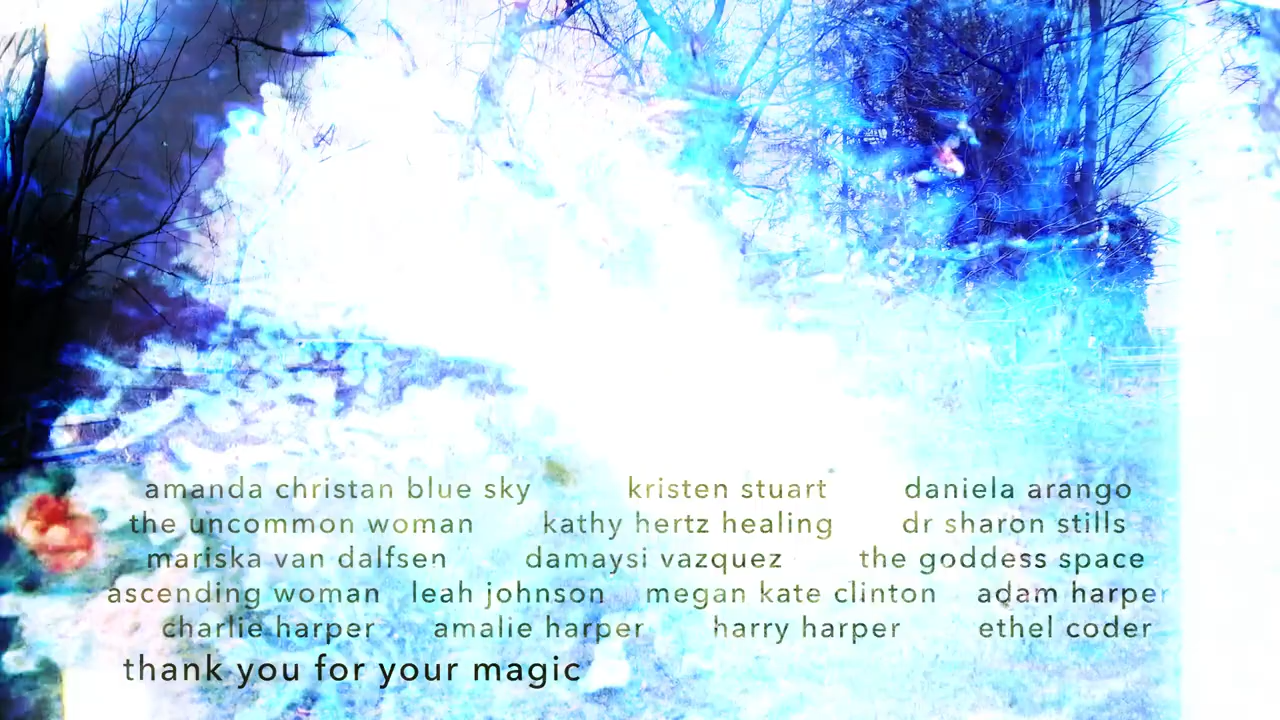 amanda christan blue sky kristen stuart daniela arango
the uncommon woman kathy hertz healing dr sharon stills
mariska van dalfsen damaysi vazquez the goddess space
ascending woman leah johnson megan kate clinton adam harper
charlie harper amalie harper harry harper ethel coder
thank you for your magic